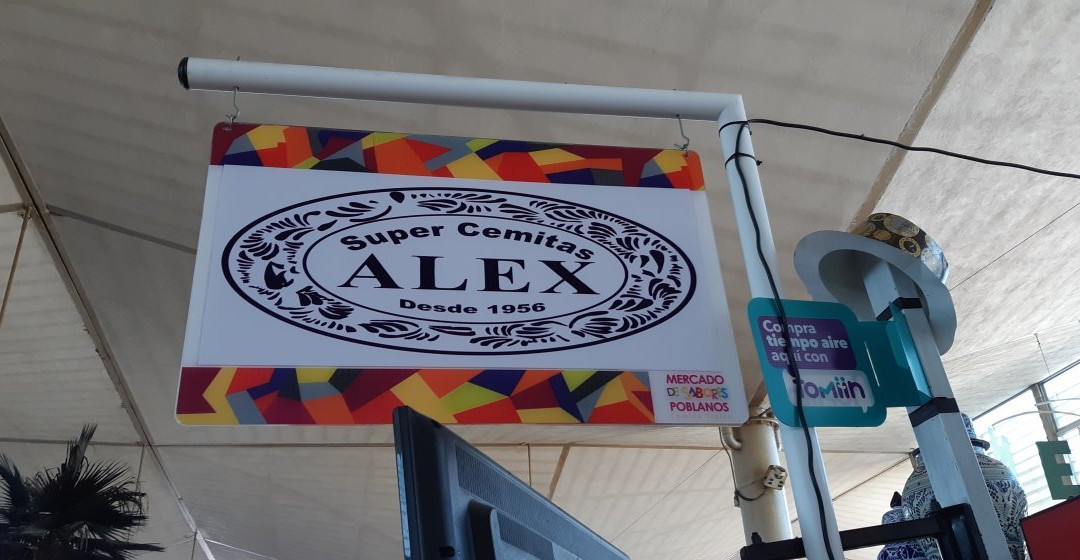 Super Cemitas
ALEX
Desde 1956
MERCADO
DE SABORES
POBLANOS
Compra
tiempo aire
aquí con
TOMiin
E